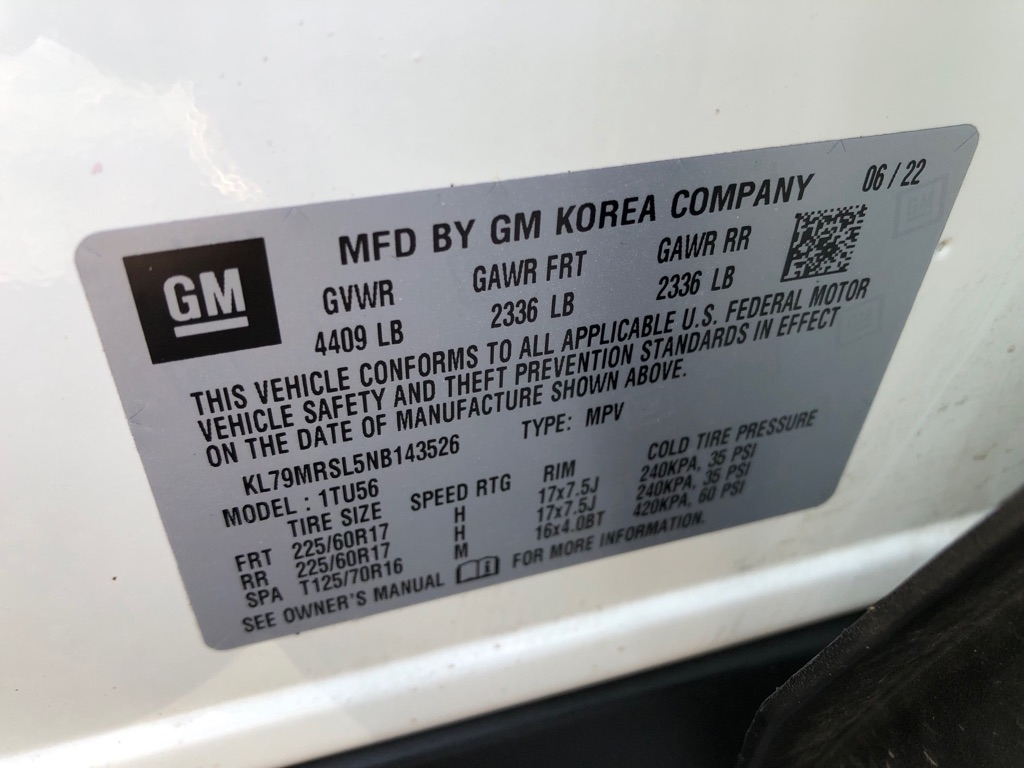 MFD BY GM KOREA COMPANY 06 / 22
GM
GVWR GAWR FRT GAWR RR
4409 LB 2336 LB 2336 LB
THIS VEHICLE CONFORMS TO ALL APPLICABLE U.S. FEDERAL MOTOR
VEHICLE SAFETY AND THEFT PREVENTION STANDARDS IN EFFECT
ON THE DATE OF MANUFACTURE SHOWN ABOVE.
KL79MRSL5NB143526 TYPE: MPV
MODEL : 1TU56
TIRE SIZE SPEED RTG RIM COLD TIRE PRESSURE
FRT 225/60R17 H 17x7.5J 240KPA, 35 PSI
RR 225/60R17 H 17x7.5J 240KPA, 35 PSI
SPA T125/70R16 M 16x4.0BT 420KPA, 60 PSI
SEE OWNER'S MANUAL FOR MORE INFORMATION.